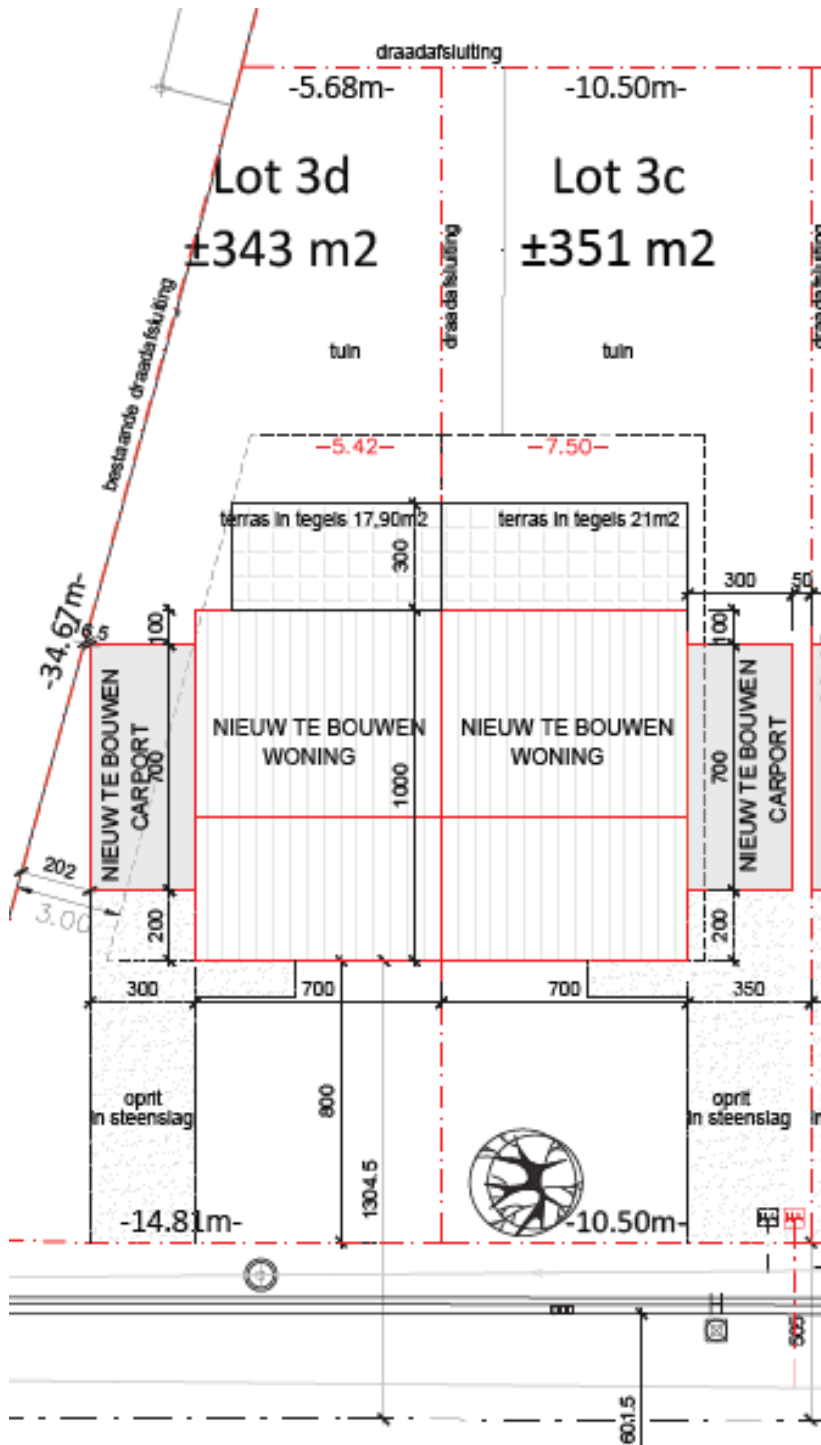 draadafsluiting
-5.68m-
-10.50m-
Lot 3d
±343 m2
Lot 3c
±351 m2
draadafsluiting
draadafsluiting
bestaande draadafsluiting
tuin
tuin
-5.42-
-7.50-
terras in tegels 17,90m2
terras in tegels 21m2
300
300
50
-34.67m-
100
100
NIEUW TE BOUWEN
CARPORT
700
NIEUW TE BOUWEN
WONING
1000
NIEUW TE BOUWEN
WONING
700
NIEUW TE BOUWEN
CARPORT
202
3.00
200
200
300
700
700
350
oprit
in steenslag
800
1304.5
oprit
in steenslag
-14.81m-
-10.50m-
505
601.5